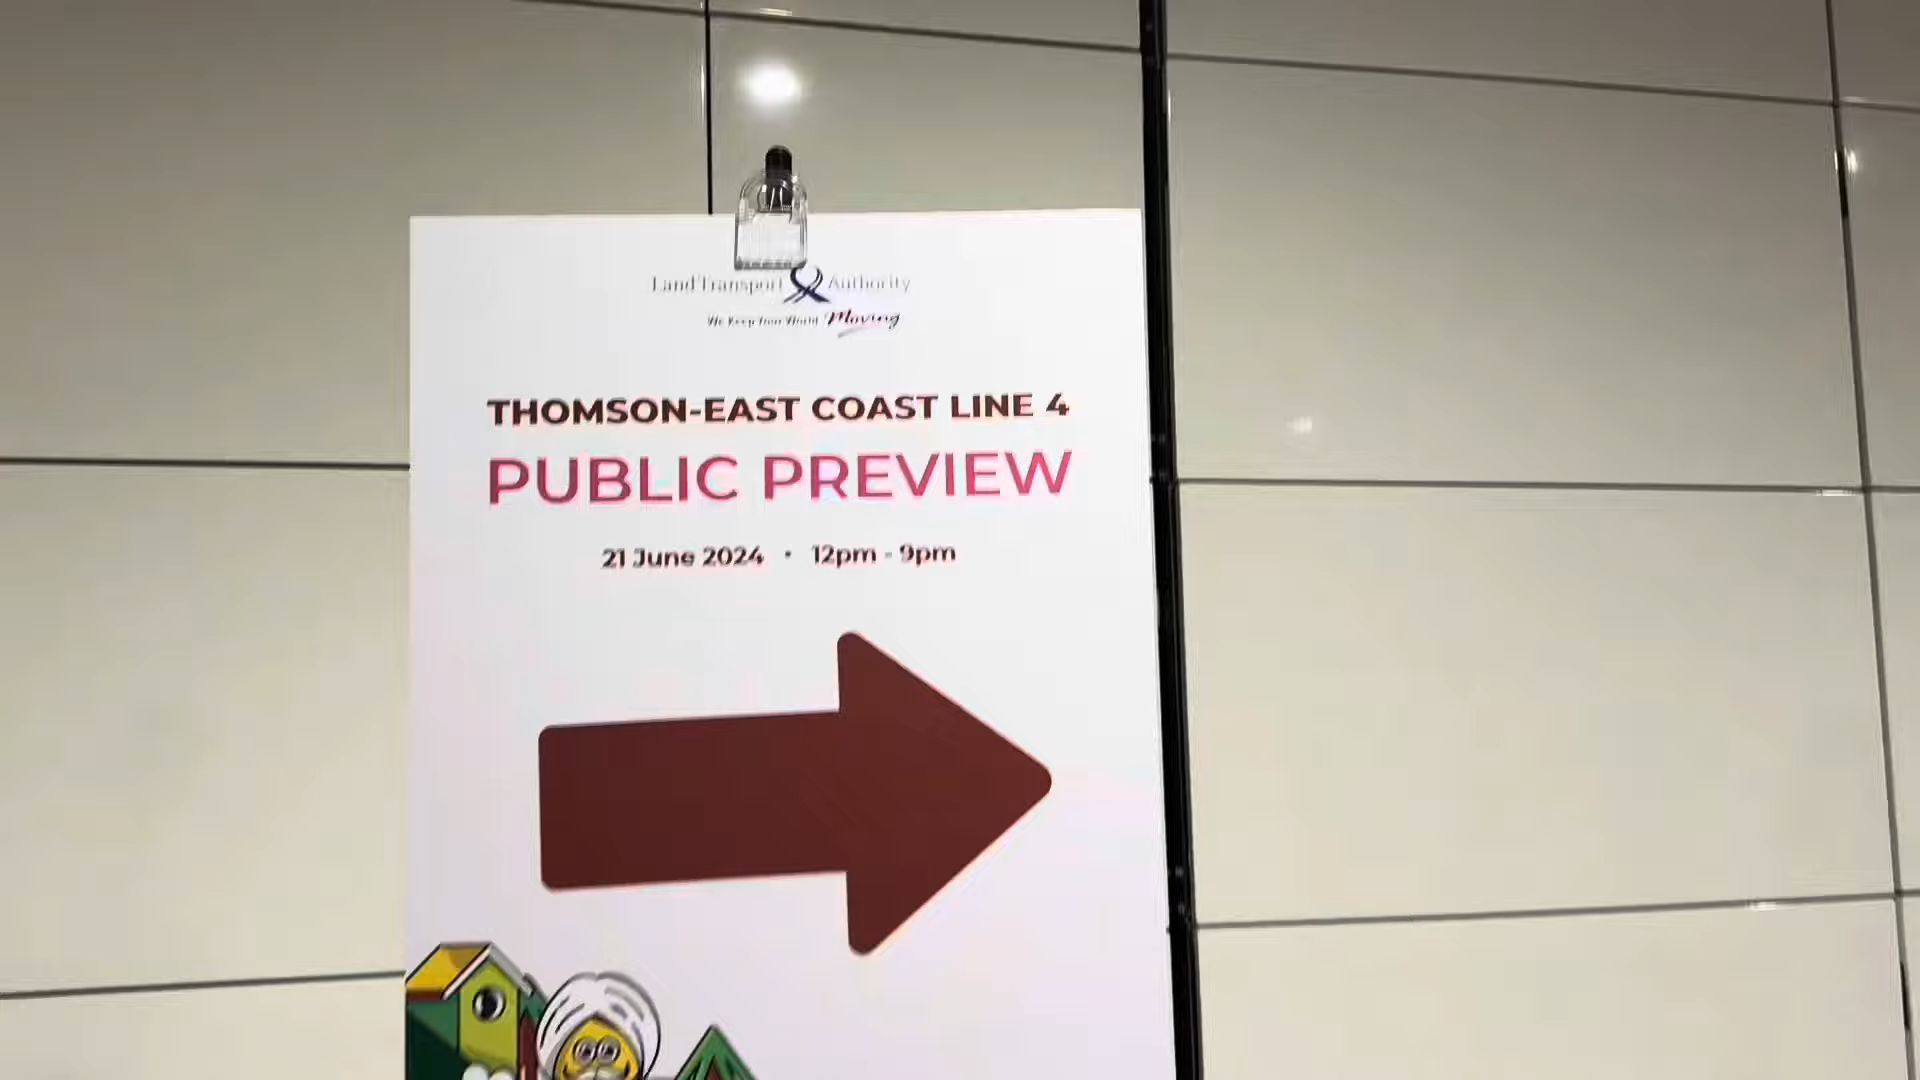 Land Transport Authority
We Keep Your World Moving
THOMSON-EAST COAST LINE 4
PUBLIC PREVIEW
21 June 2024 • 12pm - 9pm